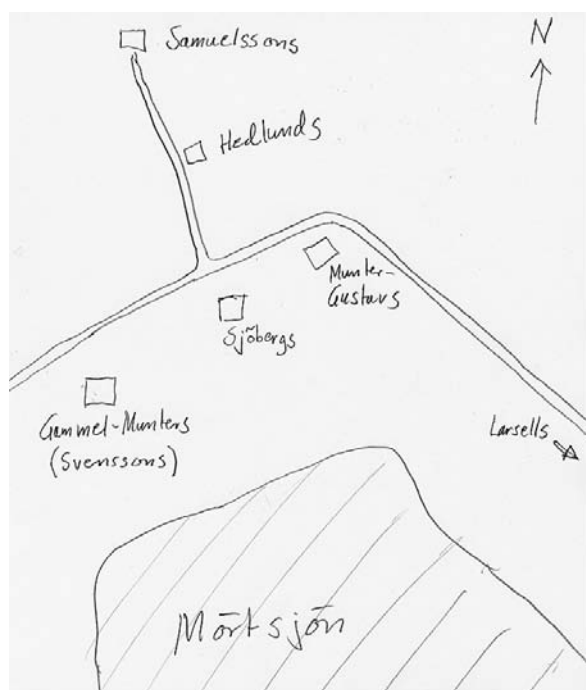 Samuelssons
N
Hedlunds
Munter-
Gustavs
Sjöbergs
Gammel-Munters
(Svenssons)
Larsells
Mörtsjön